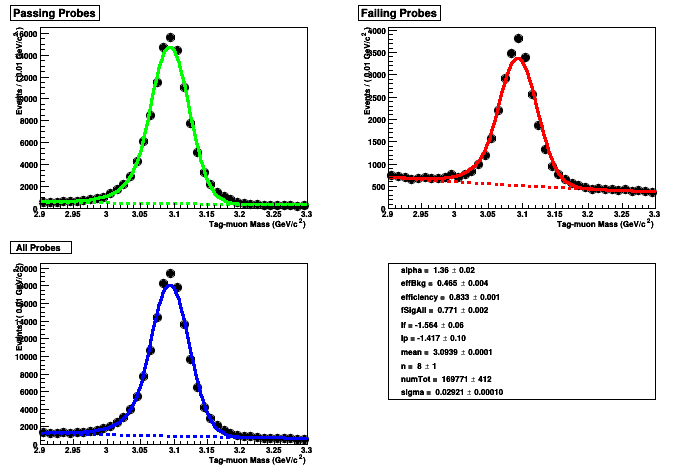 Passing Probes
Events / ( 0.01 GeV/c² )
16000
14000
12000
10000
8000
6000
4000
2000
0
2.9 2.95 3 3.05 3.1 3.15 3.2 3.25 3.3
Tag-muon Mass (GeV/c²)
Failing Probes
Events / ( 0.01 GeV/c² )
4000
3500
3000
2500
2000
1500
1000
500
0
2.9 2.95 3 3.05 3.1 3.15 3.2 3.25 3.3
Tag-muon Mass (GeV/c²)
All Probes
Events / ( 0.01 GeV/c² )
20000
18000
16000
14000
12000
10000
8000
6000
4000
2000
0
2.9 2.95 3 3.05 3.1 3.15 3.2 3.25 3.3
Tag-muon Mass (GeV/c²)
alpha = 1.36 ± 0.02
effBkg = 0.465 ± 0.004
efficiency = 0.833 ± 0.001
fSigAll = 0.771 ± 0.002
lf = -1.564 ± 0.06
lp = -1.417 ± 0.10
mean = 3.0939 ± 0.0001
n = 8 ± 1
numTot = 169771 ± 412
sigma = 0.02921 ± 0.00010